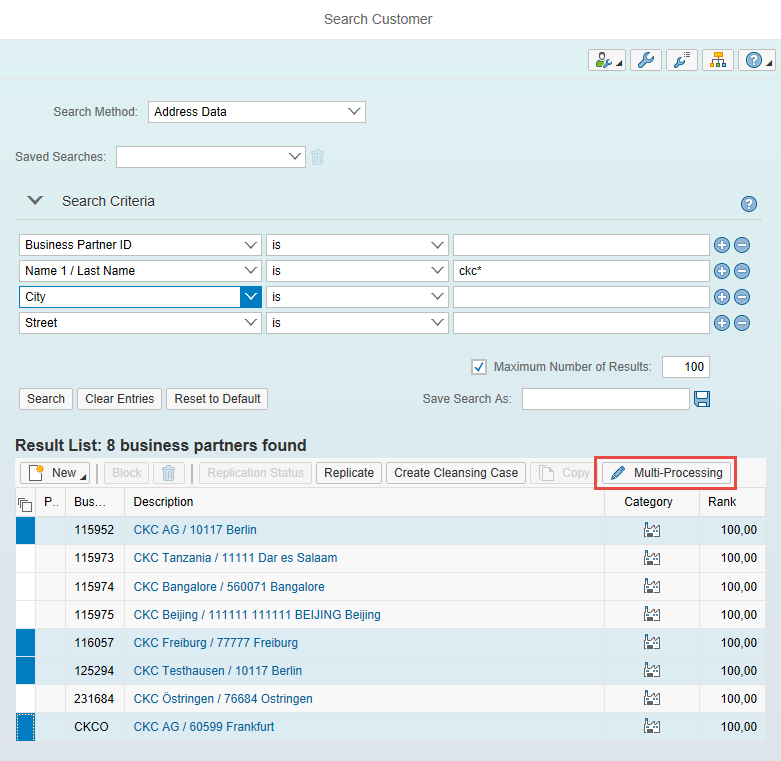 Search Customer
Search Method: Address Data
Saved Searches:
Search Criteria
Business Partner ID is
Name 1 / Last Name is ckc*
City is
Street is
Maximum Number of Results: 100
Search Clear Entries Reset to Default Save Search As:
Result List: 8 business partners found
New Block Replication Status Replicate Create Cleansing Case Copy Multi-Processing
P.. Bus... Description Category Rank
115952 CKC AG / 10117 Berlin 100,00
115973 CKC Tanzania / 11111 Dar es Salaam 100,00
115974 CKC Bangalore / 560071 Bangalore 100,00
115975 CKC Beijing / 111111 111111 BEIJING Beijing 100,00
116057 CKC Freiburg / 77777 Freiburg 100,00
125294 CKC Testhausen / 10117 Berlin 100,00
231684 CKC Östringen / 76684 Ostringen 100,00
CKCO CKC AG / 60599 Frankfurt 100,00